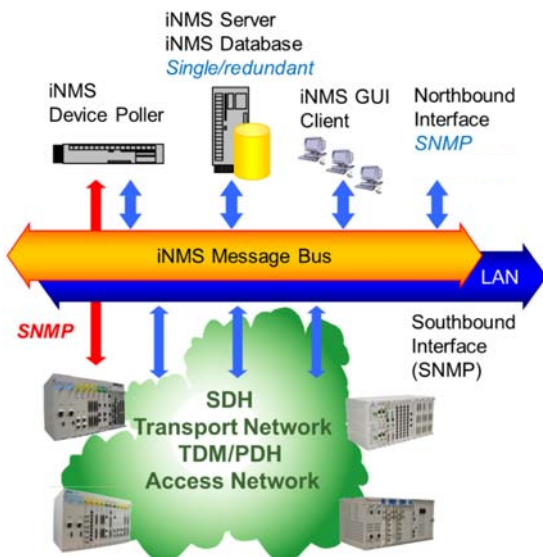 iNMS Server
iNMS Database
Single/redundant
iNMS
Device Poller
iNMS GUI
Client
Northbound
Interface
SNMP
iNMS Message Bus
LAN
SNMP
Southbound
Interface
(SNMP)
SDH
Transport Network
TDM/PDH
Access Network